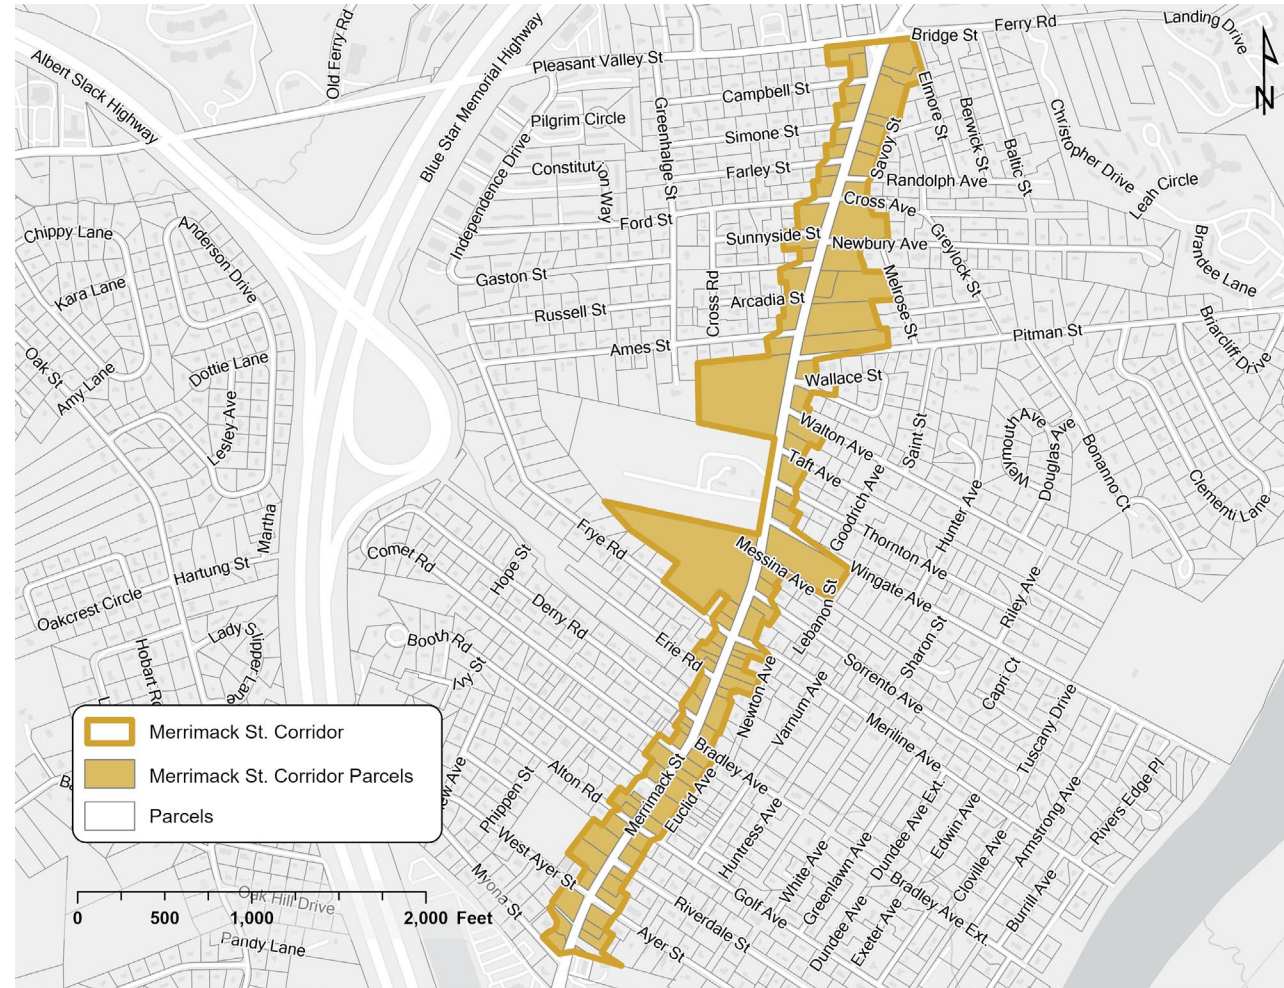 Landing Drive
Ferry Rd
Bridge St
Old Ferry Rd
Blue Star Memorial Highway
Albert Slack Highway
Pleasant Valley St
Campbell St
Elmore St
Berwick St
Baltic St
Christopher Drive
Pilgrim Circle
Greenhalge St
Simone St
Savoy St
Independence Drive
Constitution Way
Farley St
Randolph Ave
Leah Circle
Cross Ave
Ford St
Sunnyside St
Newbury Ave
Greylock St
Brandee Lane
Chippy Lane
Anderson Drive
Gaston St
Kara Lane
Cross Rd
Arcadia St
Melrose St
Russell St
Pitman St
Briarcliff Drive
Ames St
Oak St
Amy Lane
Dottie Lane
Wallace St
Lesley Ave
Walton Ave
Saint St
Weymouth Ave
Douglas Ave
Bonanno Ct
Taft Ave
Clementi Lane
Goodrich Ave
Hunter Ave
Martha
Frye Rd
Thornton Ave
Comet Rd
Hope St
Messina Ave
Wingate Ave
Hartung St
Oakcrest Circle
Derry Rd
Lebanon St
Riley Ave
Lady Slipper Lane
Booth Rd
Erie Rd
Sharon St
Hobart Rd
My St
Sorrento Ave
Capri Ct
Newton Ave
Varnum Ave
Meriline Ave
Tuscany Drive
Merrimack St. Corridor
Merrimack St. Corridor Parcels
Parcels
Bradley Ave
Merrimack St
Euclid Ave
Alton Rd
Phippen St
Dundee Ave Ext.
Edwin Ave
Armstrong Ave
Rivers Edge Pl
Huntress Ave
West Ayer St
White Ave
Greenlawn Ave
Cloville Ave
Myona St
Oak Hill Drive
Golf Ave
Bradley Ave Ext.
Burrill Ave
Riverdale St
Dundee Ave
Exeter Ave
Ayer St
Pandy Lane
0 500 1,000 2,000 Feet
N